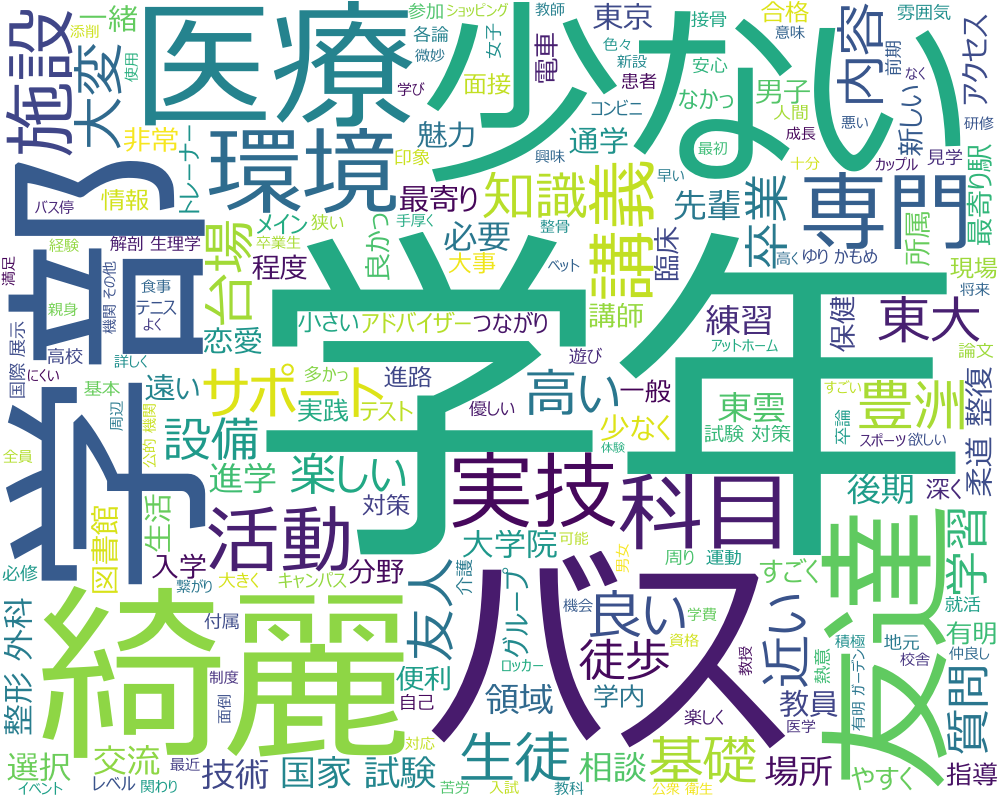 学年
少ない
医療
学部
バス
綺麗
友達
専門
科目
実技
環境
講義
活動
施設
豊洲
基礎
サポート
東大
知識
高い
楽しい
設備
台場
内容
卒業
大変
生徒
友人
良い
近い
徒歩
学習
質問
国家 試験
技術
交流
選択
相談
場所
教員
指導
やすく
領域
学内
便利
グループ
大学院
分野
入学
進学
遠い
恋愛
生活
図書館
整形 外科
後期
すごく
有明
柔道 整復
深く
東雲
少なく
一般
練習
保健
所属
講師
先輩
必要
程度
最寄り
魅力
通学
電車
東京
合格
男子
面接
一緒
非常
情報
トレーナー
メイン
良かっ
大事
臨床
なかっ
新しい
最寄り駅
アクセス
雰囲気
現場
小さい
アドバイザー
つながり
実践
テスト
進路
対策
試験 対策
多かっ
優しい
遊び
アットホーム
ゆり かもめ
高く
将来
論文
卒論
すごい
スポーツ
欲しい
添削
使用
参加
ショッピング
教師
各論
微妙
学び
女子
接骨
色々
新設
患者
安心
コンビニ
意味
前期
人間
成長
悪い
なく
カップル
見学
研修
十分
最初
早い
興味
印象
手厚く
狭い
卒業生
整骨
ベット
解剖 生理学
バス停
経験
満足
親身
機関 その他
食事
テニス
よく
国際 展示
高校
にくい
詳しく
基本
周辺
公的 機関
全員
必修
繋がり
大きく
キャンパス
付属
制度
面倒
自己
対応
介護
ロッカー
機会
可能
体験
男女
周り
運動
学費
資格
教授
楽しく
医学
熱意
積極
地元
校舎
就活
仲良し
有明 ガーデン
レベル
関わり
最近
イベント
苦労
入試
教科
公衆 衛生